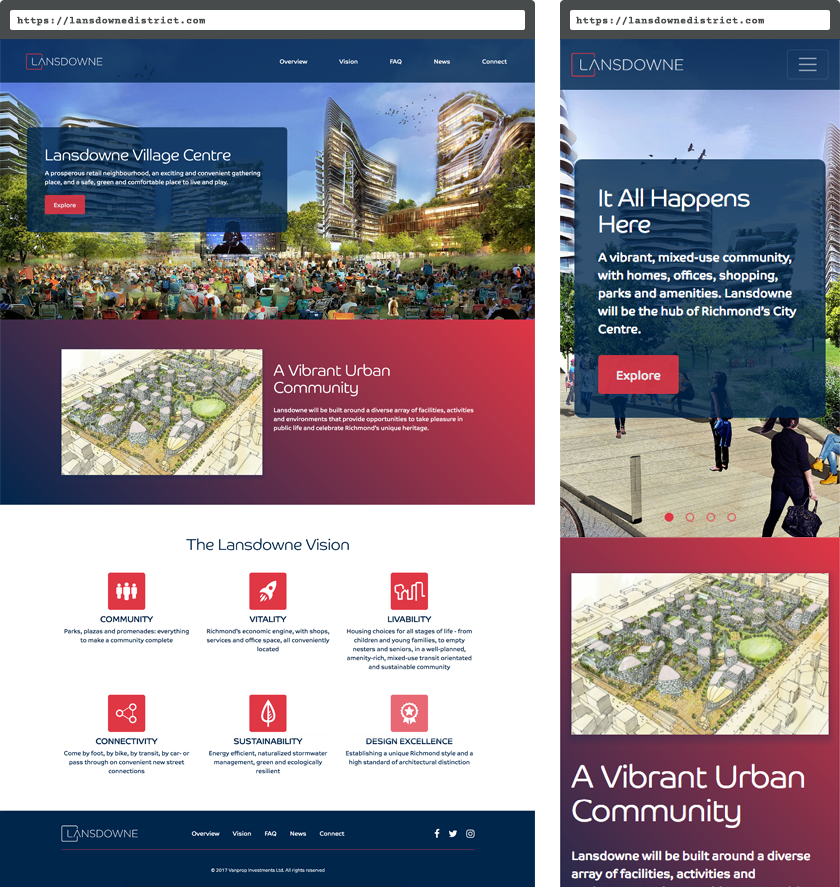 https://lansdownedistrict.com
LANSDOWNE
Overview Vision FAQ News Connect
Lansdowne Village Centre
A prosperous retail neighbourhood, an exciting and convenient gathering
place, and a safe, green and comfortable place to live and play.
Explore
A Vibrant Urban
Community
Lansdowne will be built around a diverse array of facilities, activities
and environments that provide opportunities to take pleasure in
public life and celebrate Richmond's unique heritage.
The Lansdowne Vision
COMMUNITY
Parks, plazas and promenades: everything
to make a community complete
VITALITY
Richmond's economic engine, with shops,
services and office space, all conveniently
located
LIVABILITY
Housing choices for all stages of life - from
children and young families, to empty
nesters and seniors, in a well-planned,
amenity-rich, mixed-use transit orientated
and sustainable community
CONNECTIVITY
Come by foot, by bike, by transit, by car- or
pass through on convenient new street
connections
SUSTAINABILITY
Energy efficient, naturalized stormwater
management, green and ecologically
resilient
DESIGN EXCELLENCE
Establishing a unique Richmond style and a
high standard of architectural distinction
LANSDOWNE
Overview Vision FAQ News Connect
© 2017 Vanprop Investments Ltd. All rights reserved
https://lansdownedistrict.com
LANSDOWNE
It All Happens
Here
A vibrant, mixed-use community,
with homes, offices, shopping,
parks and amenities. Lansdowne
will be the hub of Richmond's City
Centre.
Explore
A Vibrant Urban
Community
Lansdowne will be built around a diverse
array of facilities, activities and